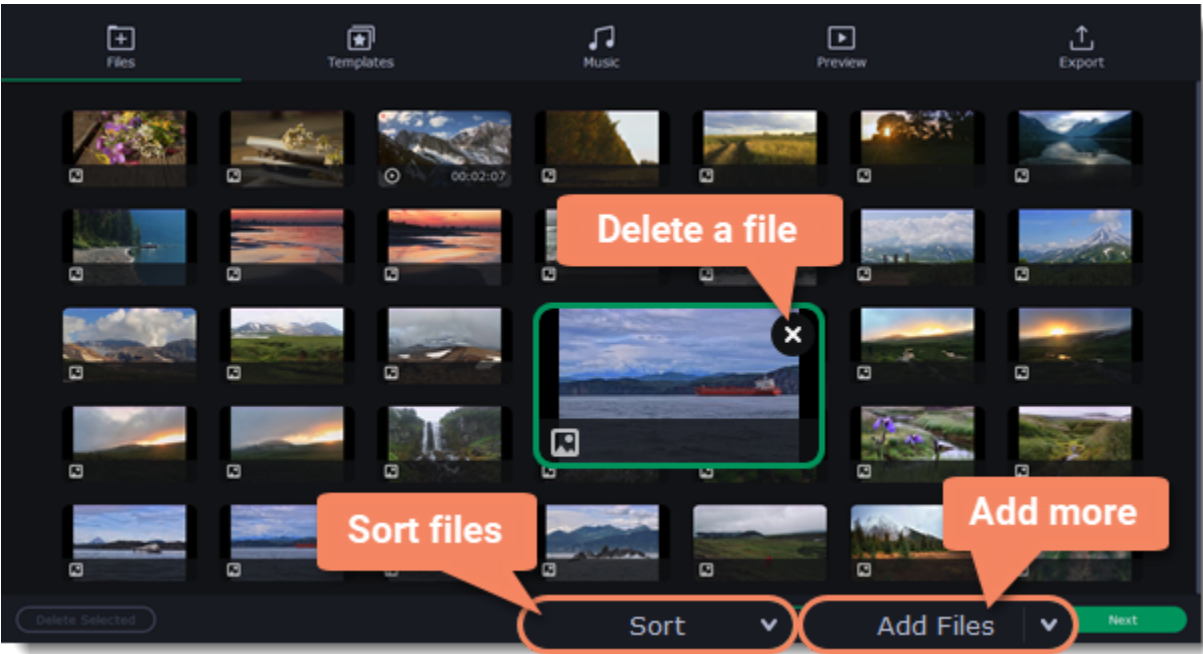 Files
Templates
Music
Preview
Export
00:02:07
Delete a file
Sort files
Add more
Delete Selected
Sort
Add Files
Next